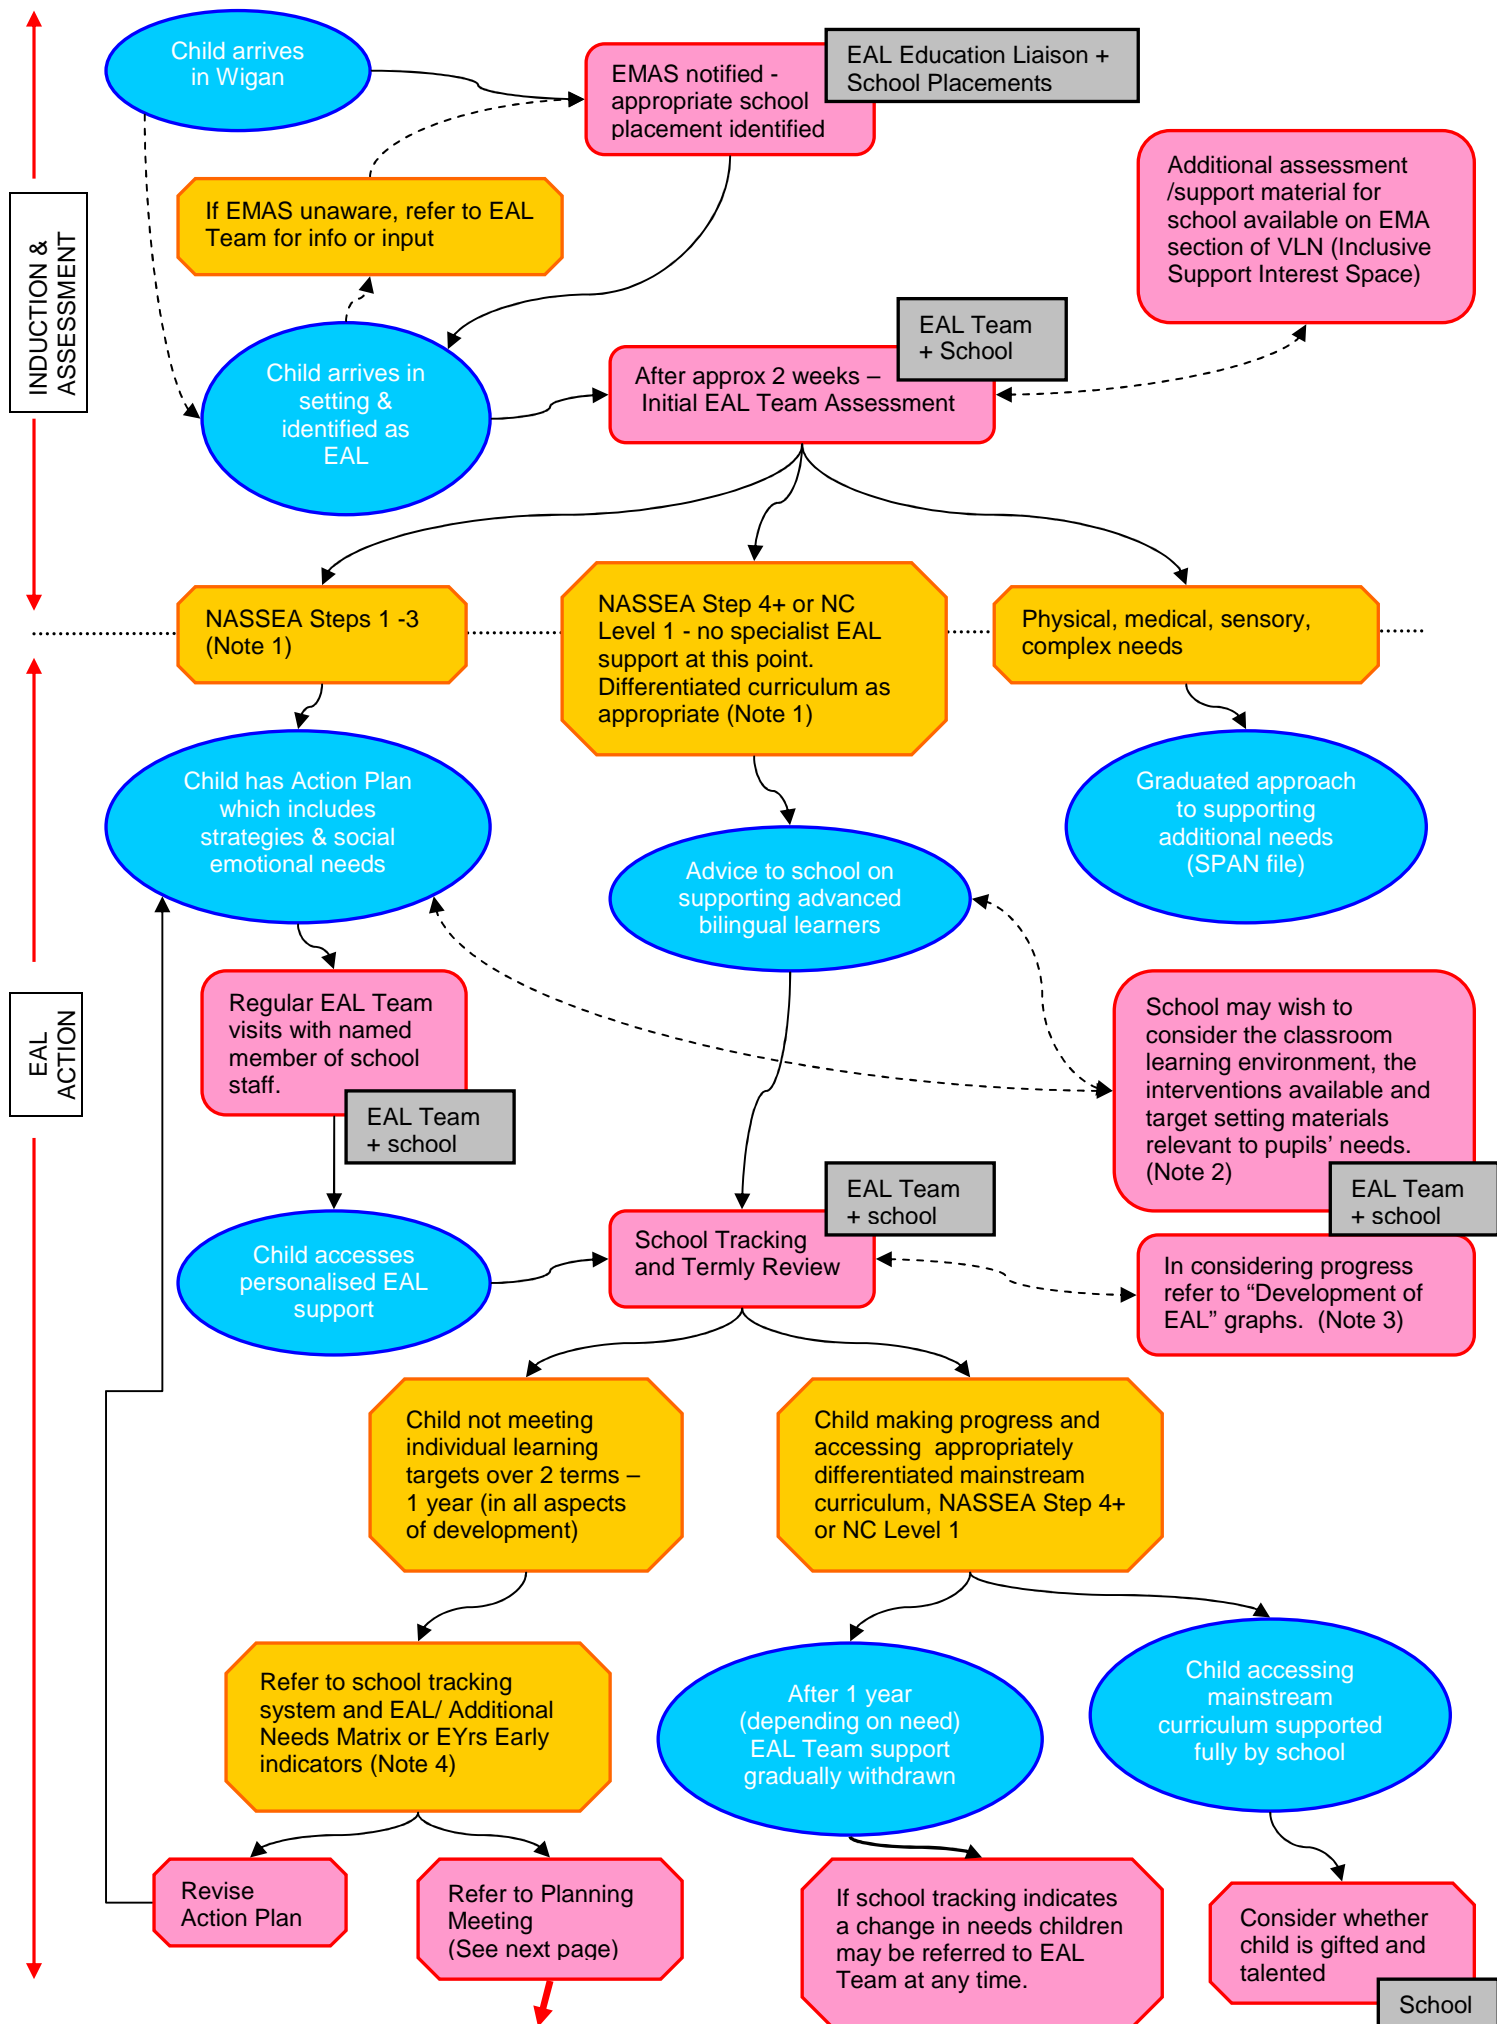 Child arrives
in Wigan
EMAS notified -
appropriate school
placement identified
EAL Education Liaison +
School Placements
Additional assessment
/support material for
school available on EMA
section of VLN (Inclusive
Support Interest Space)
If EMAS unaware, refer to EAL
Team for info or input
INDUCTION &
ASSESSMENT
Child arrives in
setting &
identified as
EAL
EAL Team
+ School
After approx 2 weeks –
Initial EAL Team Assessment
NASSEA Steps 1 -3
(Note 1)
NASSEA Step 4+ or NC
Level 1 - no specialist EAL
support at this point.
Differentiated curriculum as
appropriate (Note 1)
Physical, medical, sensory,
complex needs
Child has Action Plan
which includes
strategies & social
emotional needs
Advice to school on
supporting advanced
bilingual learners
Graduated approach
to supporting
additional needs
(SPAN file)
EAL
ACTION
Regular EAL Team
visits with named
member of school
staff.
EAL Team
+ school
School may wish to
consider the classroom
learning environment, the
interventions available and
target setting materials
relevant to pupils’ needs.
(Note 2)
EAL Team
+ school
Child accesses
personalised EAL
support
School Tracking
and Termly Review
EAL Team
+ school
In considering progress
refer to “Development of
EAL” graphs.  (Note 3)
Child not meeting
individual learning
targets over 2 terms –
1 year (in all aspects
of development)
Child making progress and
accessing  appropriately
differentiated mainstream
curriculum, NASSEA Step 4+
or NC Level 1
Refer to school tracking
system and EAL/ Additional
Needs Matrix or EYrs Early
indicators (Note 4)
After 1 year
(depending on need)
EAL Team support
gradually withdrawn
Child accessing
mainstream
curriculum supported
fully by school
Revise
Action Plan
Refer to Planning
Meeting
(See next page)
If school tracking indicates
a change in needs children
may be referred to EAL
Team at any time.
Consider whether
child is gifted and
talented
School